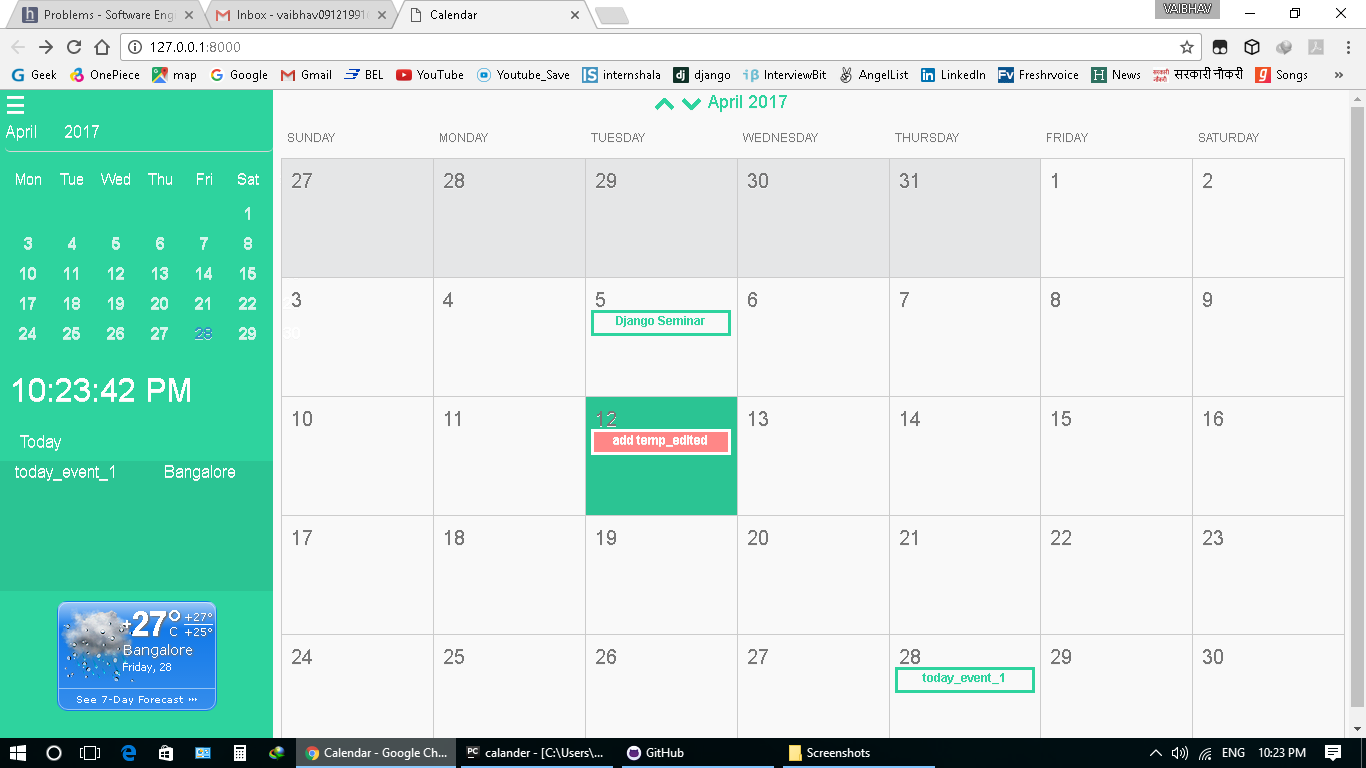 Problems - Software Eng
Inbox - vaibhav0912199
Calendar
VAIBHAV
127.0.0.1:8000
Geek OnePiece map Google Gmail BEL YouTube Youtube_Save internshala django InterviewBit AngelList LinkedIn Freshrvoice News सरकारी नौकरी Songs »
April 2017
April 2017
SUNDAY MONDAY TUESDAY WEDNESDAY THURSDAY FRIDAY SATURDAY
Mon Tue Wed Thu Fri Sat
1
3 4 5 6 7 8
10 11 12 13 14 15
17 18 19 20 21 22
24 25 26 27 28 29 30
10:23:42 PM
Today
today_event_1 Bangalore
+27° C +27° +25°
Bangalore
Friday, 28
See 7-Day Forecast
27 28 29 30 31 1 2
3 4 5 6 7 8 9
Django Seminar
10 11 12 13 14 15 16
add temp_edited
17 18 19 20 21 22 23
24 25 26 27 28 29 30
today_event_1
Calendar - Google Ch...
calander - [C:\Users\...
GitHub
Screenshots
ENG 10:23 PM